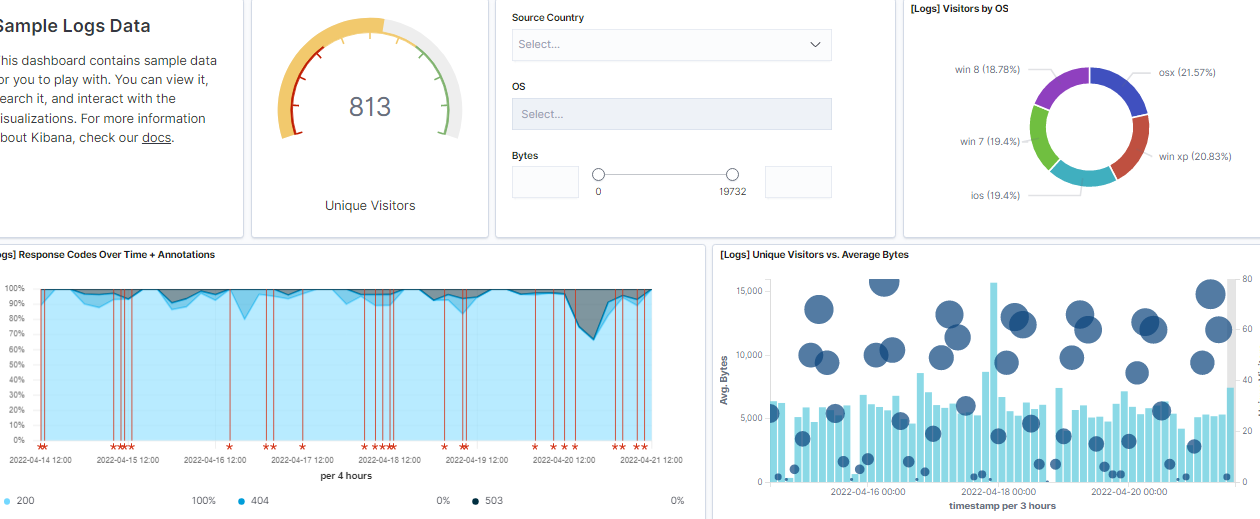 Sample Logs Data
This dashboard contains sample data
for you to play with. You can view it,
search it, and interact with the
visualizations. For more information
about Kibana, check our docs.
813
Unique Visitors
Source Country
Select...
OS
Select...
Bytes
0
19732
[Logs] Visitors by OS
win 8 (18.78%)
osx (21.57%)
win 7 (19.4%)
win xp (20.83%)
ios (19.4%)
ogs] Response Codes Over Time + Annotations
100%
90%
80%
70%
60%
50%
40%
30%
20%
10%
0%
2022-04-14 12:00
2022-04-15 12:00
2022-04-16 12:00
2022-04-17 12:00
2022-04-18 12:00
2022-04-19 12:00
2022-04-20 12:00
2022-04-21 12:00
per 4 hours
200 100%
404 0%
503 0%
[Logs] Unique Visitors vs. Average Bytes
Avg. Bytes
15,000
10,000
5,000
0
80
60
40
20
0
2022-04-16 00:00
2022-04-18 00:00
2022-04-20 00:00
timestamp per 3 hours